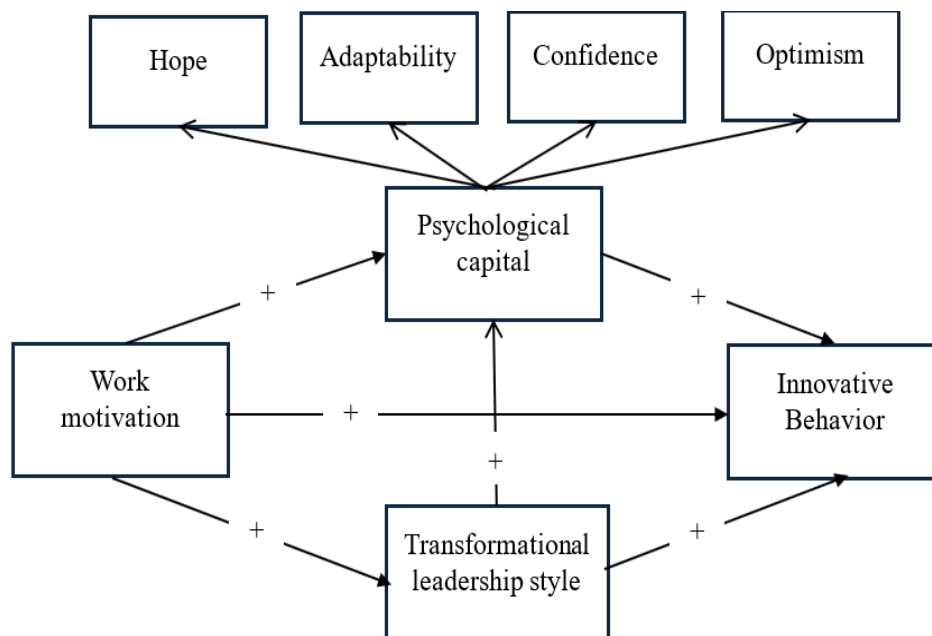 Hope
Adaptability
Confidence
Optimism
Psychological
capital
+
+
Work
motivation
+
Innovative
Behavior
+
+
+
Transformational
leadership style